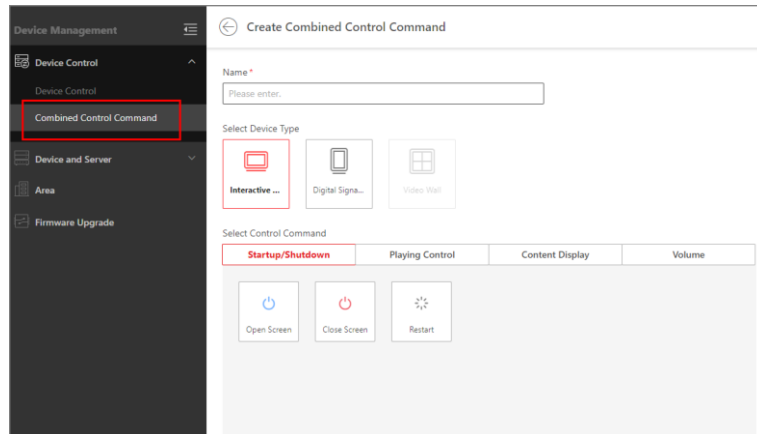 Device Management
Device Control
Device Control
Combined Control Command
Device and Server
Area
Firmware Upgrade
Create Combined Control Command
Name *
Please enter.
Select Device Type
Interactive ...
Digital Signa...
Video Wall
Select Control Command
Startup/Shutdown
Playing Control
Content Display
Volume
Open Screen
Close Screen
Restart